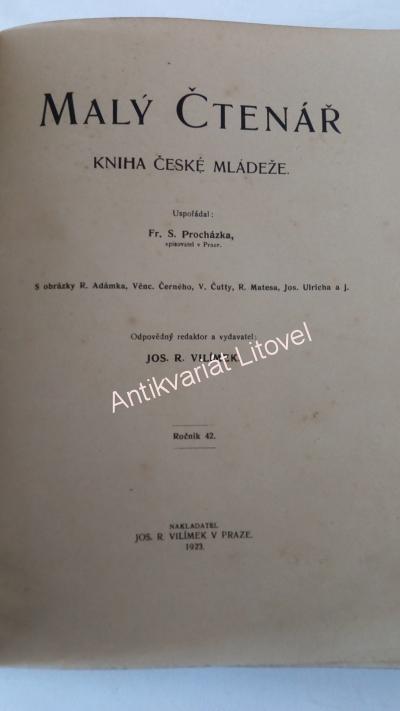 MALÝ ČTENÁŘ
KNIHA ČESKÉ MLÁDEŽE.
Uspořádal:
Fr. S. Procházka,
spisovatel v Praze.
S obrázky R. Adámka, Věnc. Černého, V. Čutty, R. Matesa, Jos. Ulricha a j.
Odpovědný redaktor a vydavatel:
JOS. R. VILÍMEK.
Antikvariát Litovel
Ročník 42.
NAKLADATEL
JOS. R. VILÍMEK V PRAZE.
1923.